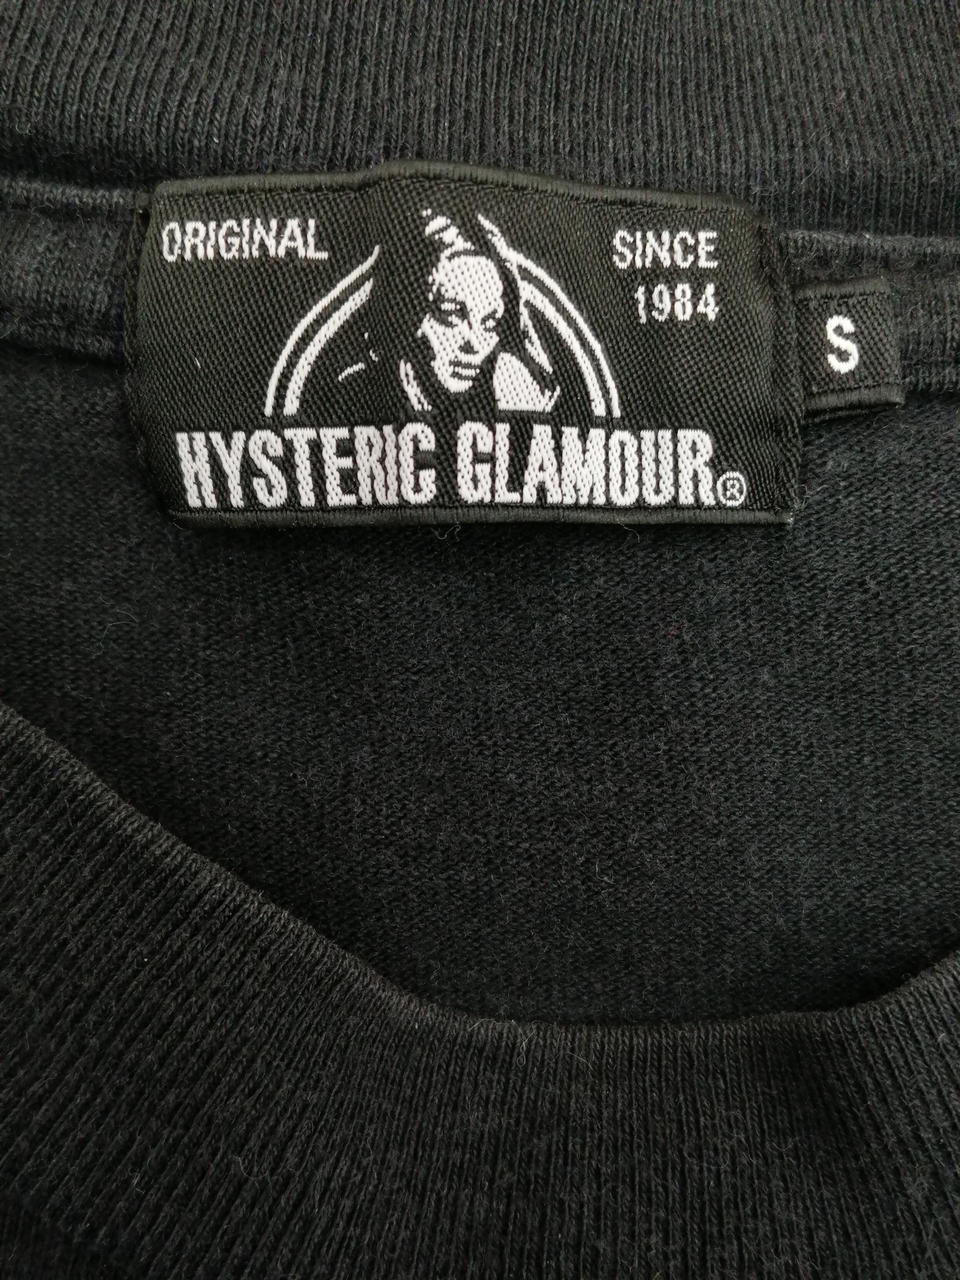 ORIGINAL
SINCE
1984
S
HYSTERIC GLAMOUR®